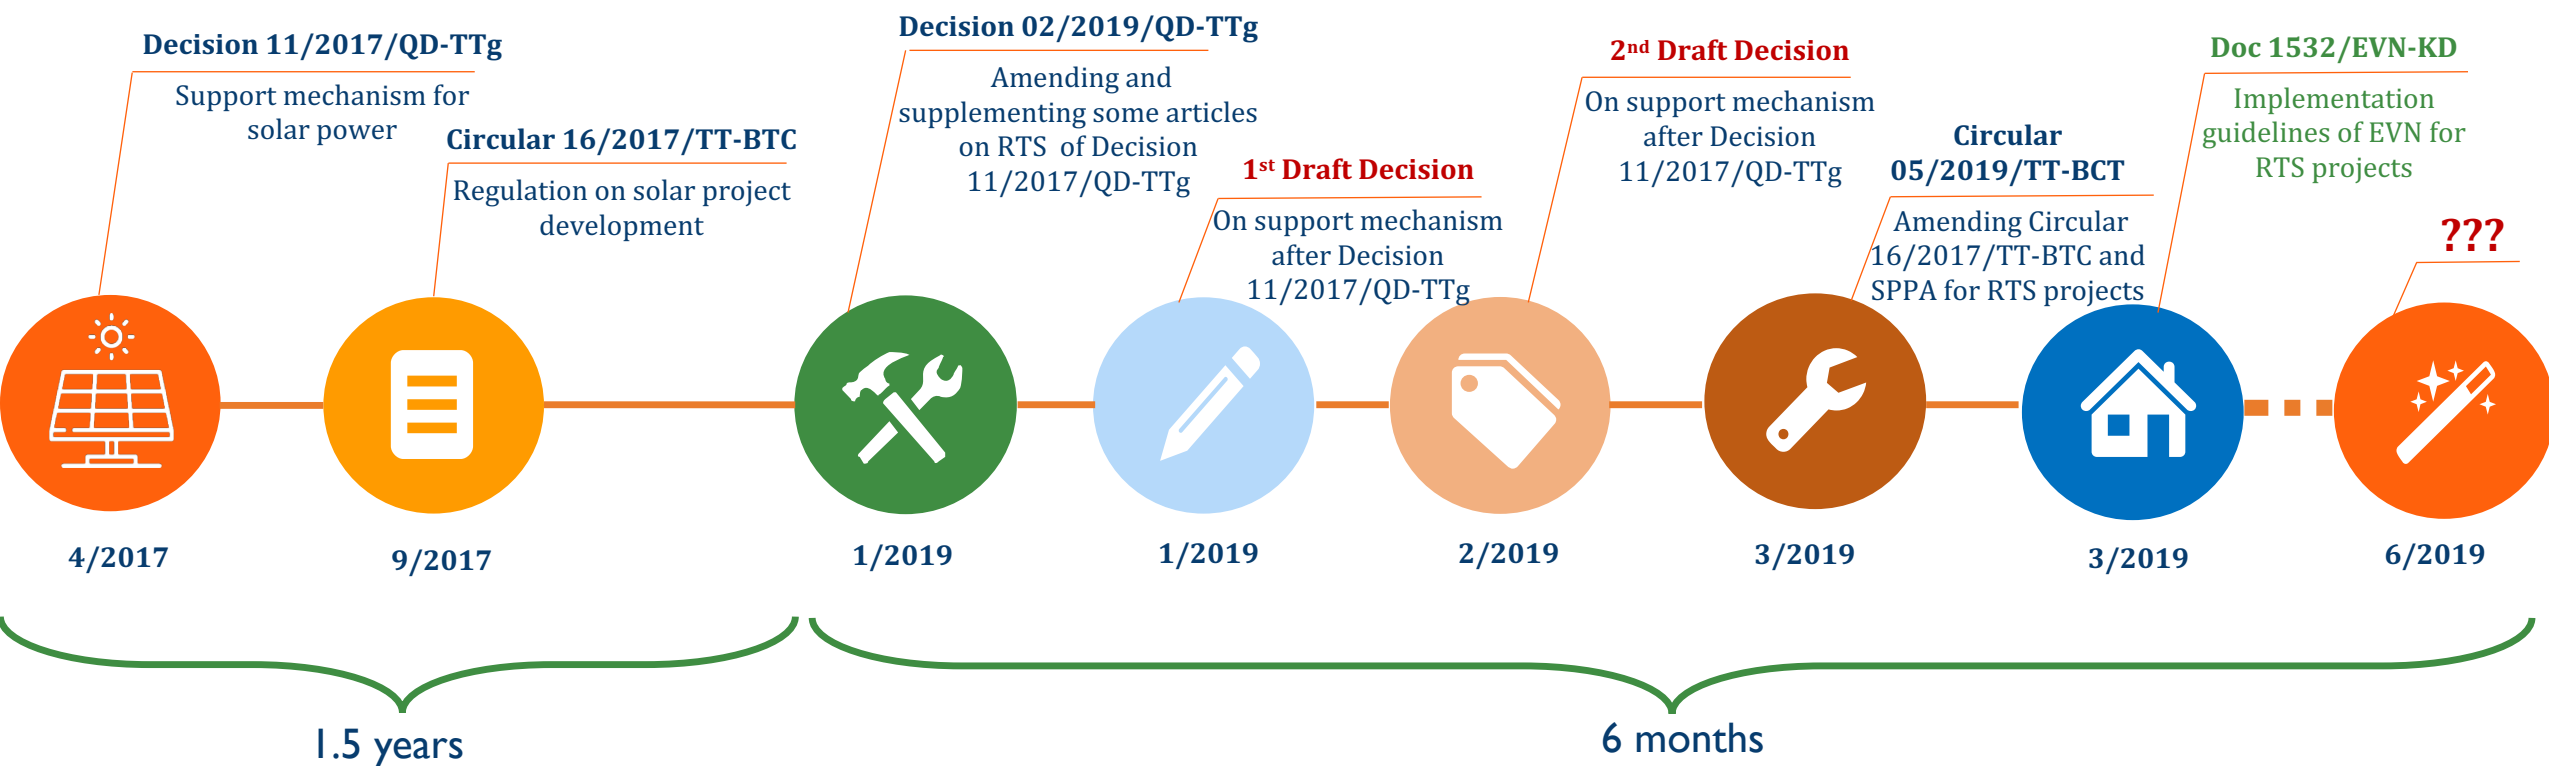 Decision 11/2017/QD-TTg
Support mechanism for
solar power
Circular 16/2017/TT-BTC
Regulation on solar project
development
Decision 02/2019/QD-TTg
Amending and
supplementing some articles
on RTS of Decision
11/2017/QD-TTg
1st Draft Decision
On support mechanism
after Decision
11/2017/QD-TTg
2nd Draft Decision
On support mechanism
after Decision
11/2017/QD-TTg
Circular
05/2019/TT-BCT
Amending Circular
16/2017/TT-BTC and
SPPA for RTS projects
Doc 1532/EVN-KD
Implementation
guidelines of EVN for
RTS projects
???
4/2017
9/2017
1/2019
1/2019
2/2019
3/2019
3/2019
6/2019
1.5 years
6 months